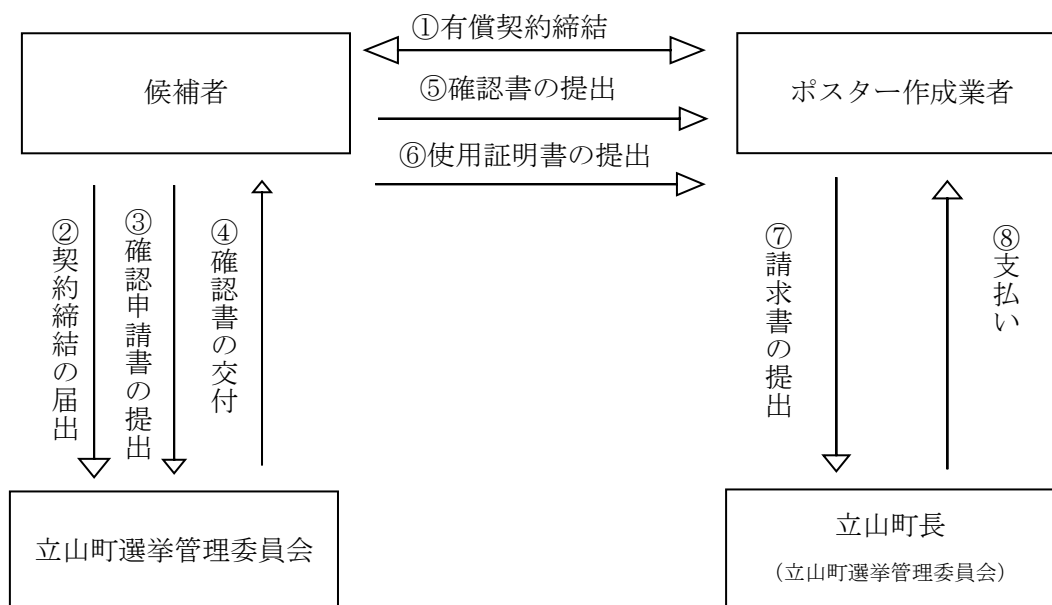 ①有償契約締結
候補者
ポスター作成業者
⑤確認書の提出
⑥使用証明書の提出
②契約締結の届出
③確認申請書の提出
④確認書の交付
⑦請求書の提出
⑧支払い
立山町選挙管理委員会
立山町長
（立山町選挙管理委員会）